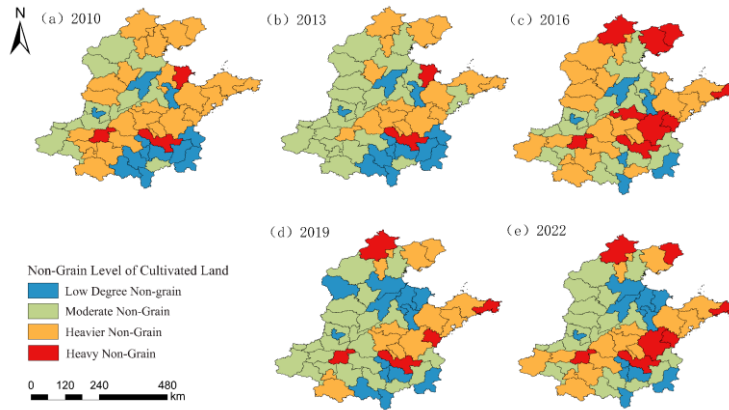 N
（a）2010
（b）2013
（c）2016
（d）2019
（e）2022
Non-Grain Level of Cultivated Land
Low Degree Non-grain
Moderate Non-Grain
Heavier Non-Grain
Heavy Non-Grain
0 120 240 480
km